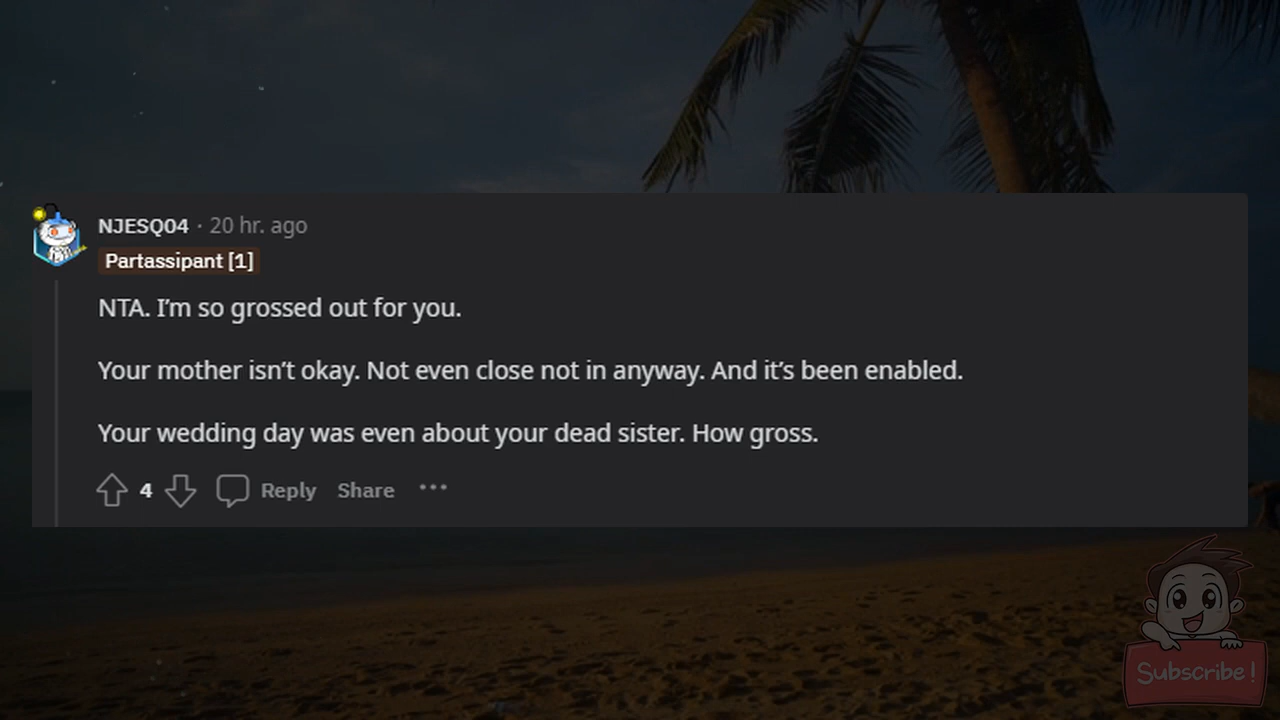 NJESQ04 · 20 hr. ago
Partassipant [1]
NTA. I'm so grossed out for you.
Your mother isn't okay. Not even close not in anyway. And it's been enabled.
Your wedding day was even about your dead sister. How gross.
4 Reply Share ···
Subscribe!